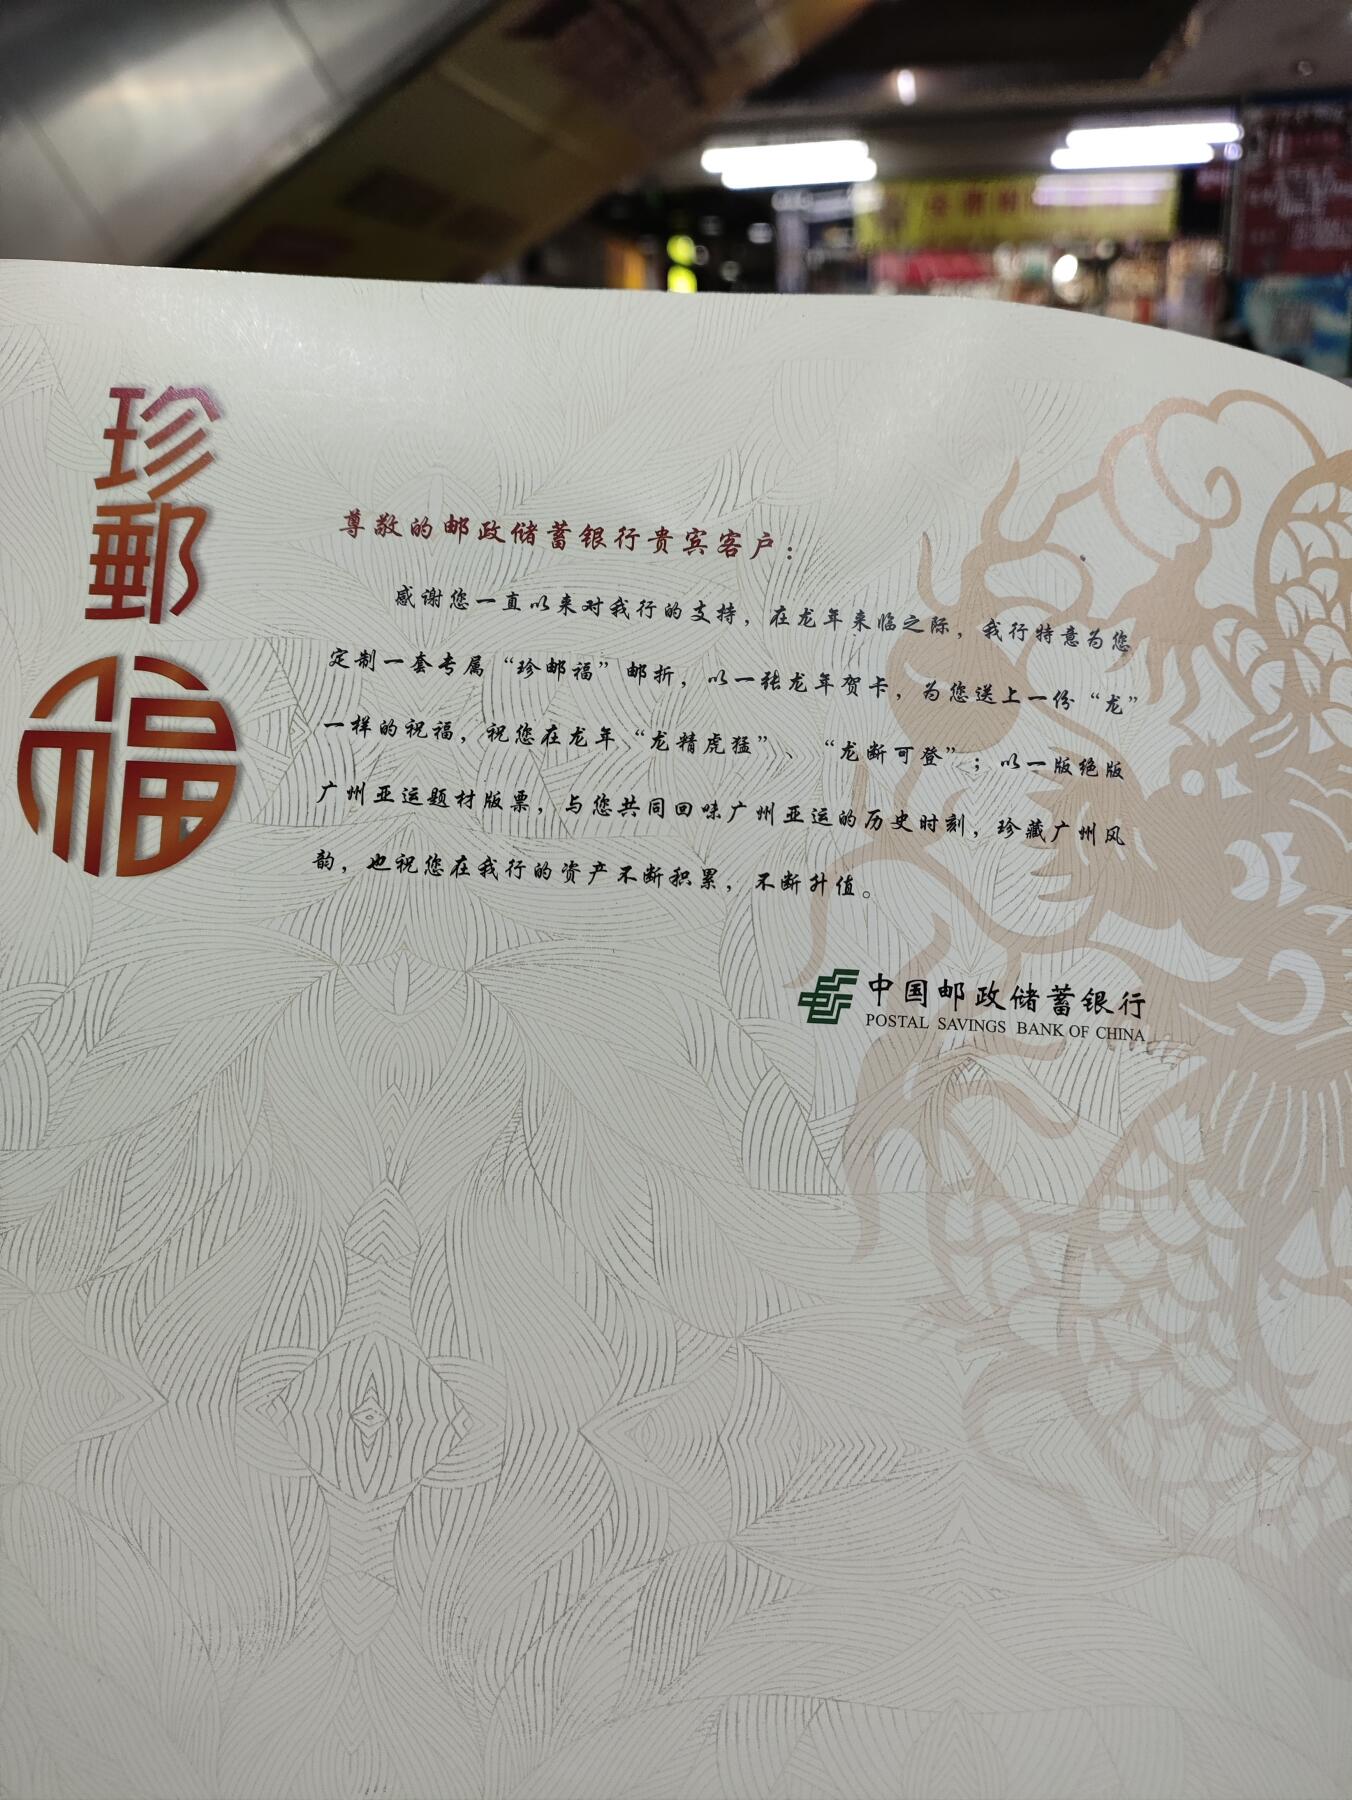 珍郵福
尊敬的邮政储蓄银行贵宾客户：
感谢您一直以来对我行的支持，在龙年来临之际，我行特意为您
定制一套专属“珍邮福”邮折，以一张龙年贺卡，为您送上一份“龙”
一样的祝福，祝您在龙年“龙精虎猛”、“龙断可登”；以一版绝版
广州亚运题材版票，与您共同回味广州亚运的历史时刻，珍藏广州风
韵，也祝您在我行的资产不断积累，不断升值。
中国邮政储蓄银行
POSTAL SAVINGS BANK OF CHINA